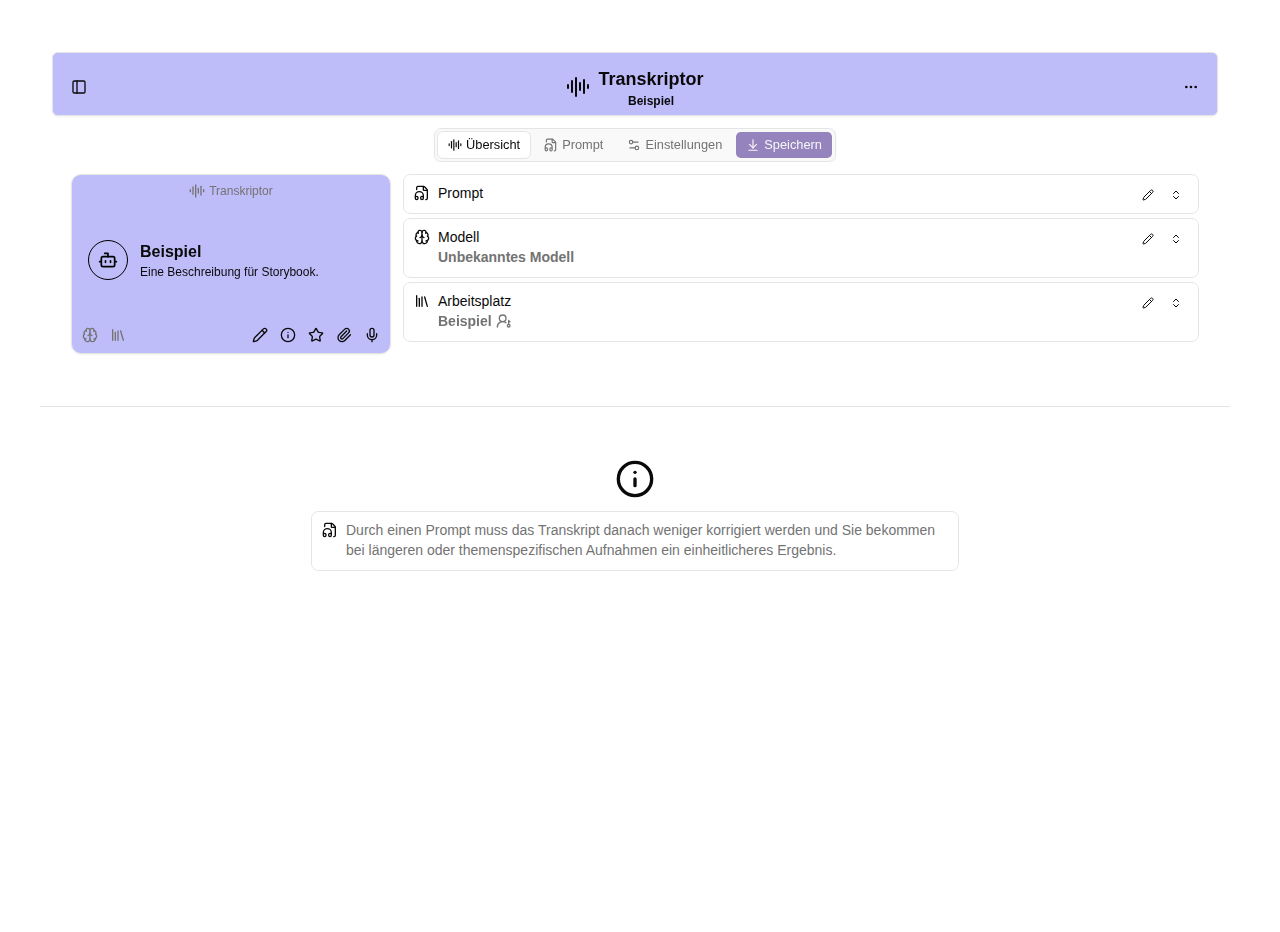 Transkriptor
Beispiel
Übersicht
Prompt
Einstellungen
Speichern
Transkriptor
Beispiel
Eine Beschreibung für Storybook.
Prompt
Modell
Unbekanntes Modell
Arbeitsplatz
Beispiel
Durch einen Prompt muss das Transkript danach weniger korrigiert werden und Sie bekommen
bei längeren oder themenspezifischen Aufnahmen ein einheitlicheres Ergebnis.